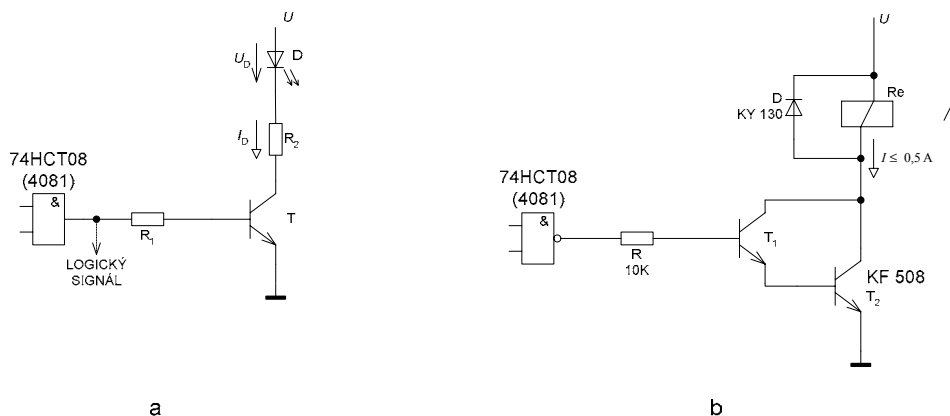 U
U_D
D
I_D
R_2
74HCT08
(4081)
&
R_1
T
LOGICKÝ
SIGNÁL
a
U
D
KY 130
Re
I ≤ 0,5 A
74HCT08
(4081)
&
R
10K
T_1
KF 508
T_2
b